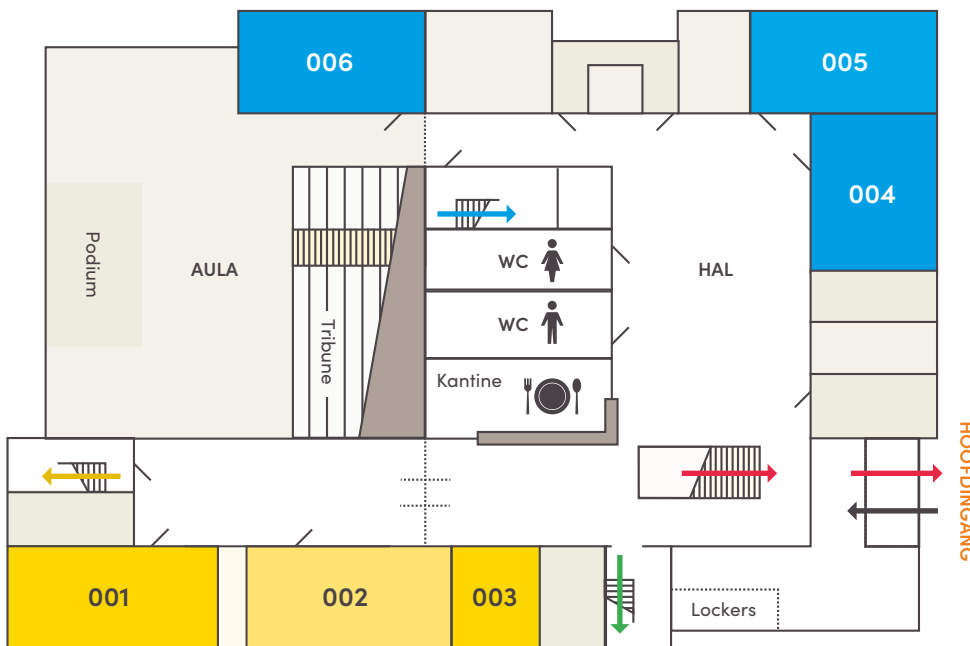 006
005
004
Podium
AULA
WC
HAL
WC
Tribune
Kantine
HOOFDINGANG
001
002
003
Lockers